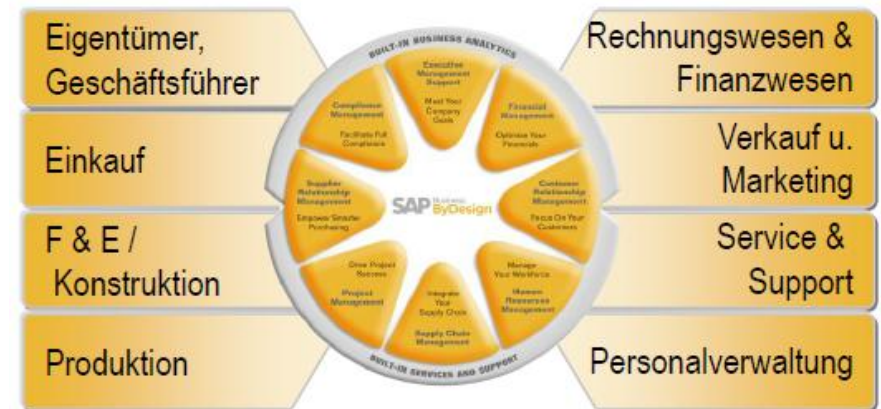 Eigentümer,
Geschäftsführer
Einkauf
F & E /
Konstruktion
Produktion
BUILT-IN BUSINESS ANALYTICS
Executive
Management
Support
Meet Your
Company
Goals
Financial
Management
Optimize Your
Financials
Customer
Relationship
Management
Focus On Your
Customers
Manage
Your Workforce
Human
Resources
Management
Integrate
Your
Supply Chain
Supply Chain
Management
Drive Project
Success
Project
Management
Supplier
Relationship
Management
Empower Smarter
Purchasing
Compliance
Management
Facilitate Full
Compliance
SAP Business
ByDesign
BUILT-IN SERVICES AND SUPPORT
Rechnungswesen &
Finanzwesen
Verkauf u.
Marketing
Service &
Support
Personalverwaltung